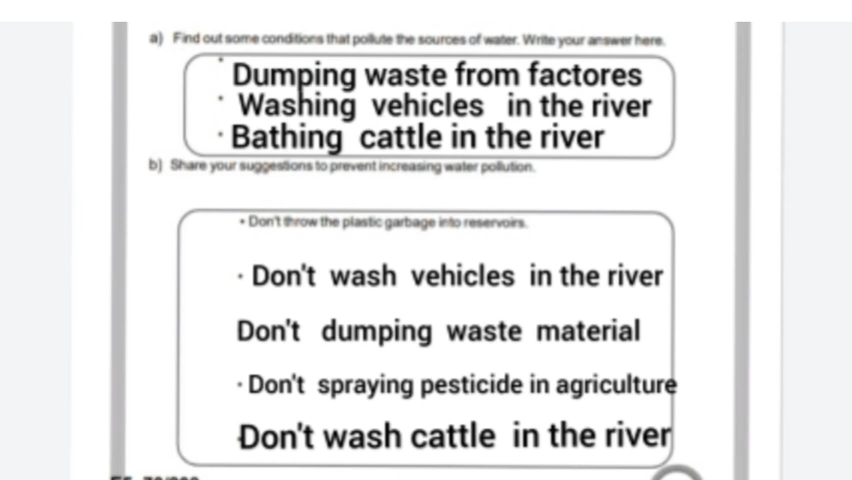 a) Find out some conditions that pollute the sources of water. Write your answer here.
· Dumping waste from factores
· Washing vehicles in the river
· Bathing cattle in the river
b) Share your suggestions to prevent increasing water pollution.
• Don't throw the plastic garbage into reservoirs.
· Don't wash vehicles in the river
Don't dumping waste material
· Don't spraying pesticide in agriculture
Don't wash cattle in the river